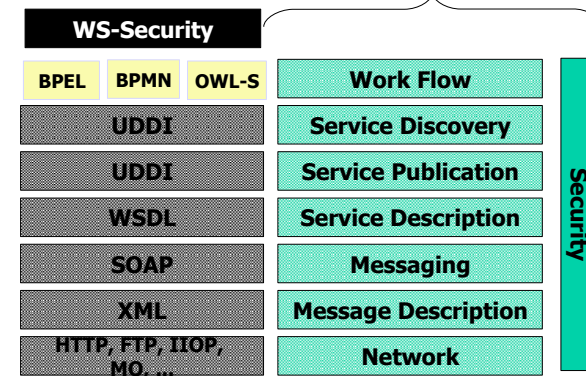 WS-Security
BPEL BPMN OWL-S Work Flow
UDDI Service Discovery
UDDI Service Publication
WSDL Service Description
SOAP Messaging
XML Message Description
HTTP, FTP, IIOP,
MQ, ... Network
Security